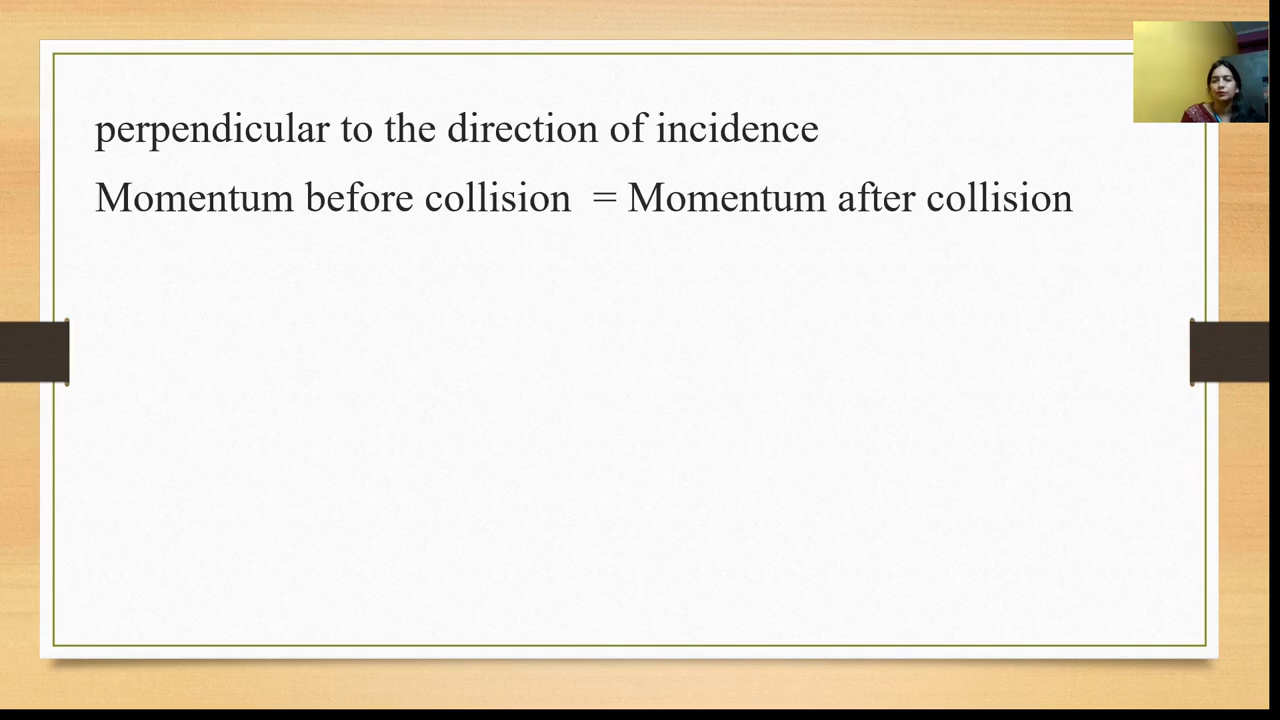 perpendicular to the direction of incidence
Momentum before collision = Momentum after collision